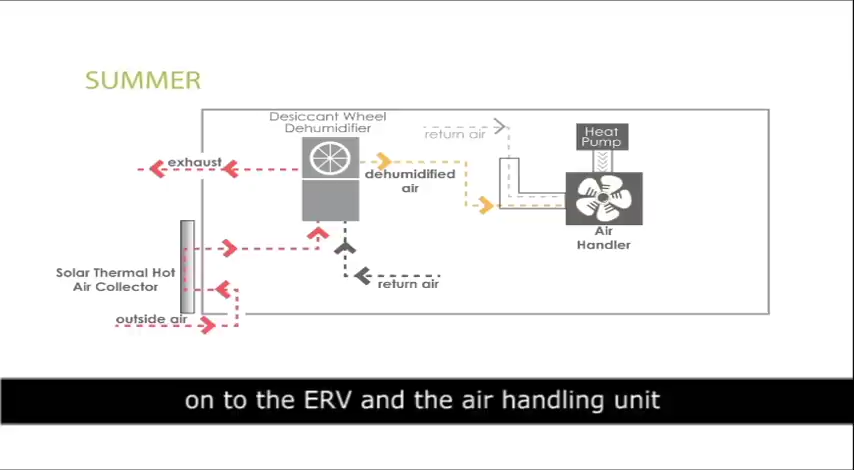 SUMMER
Desiccant Wheel
Dehumidifier
return air
Heat
Pump
exhaust
dehumidified
air
Air
Handler
Solar Thermal Hot
Air Collector
return air
outside air
on to the ERV and the air handling unit